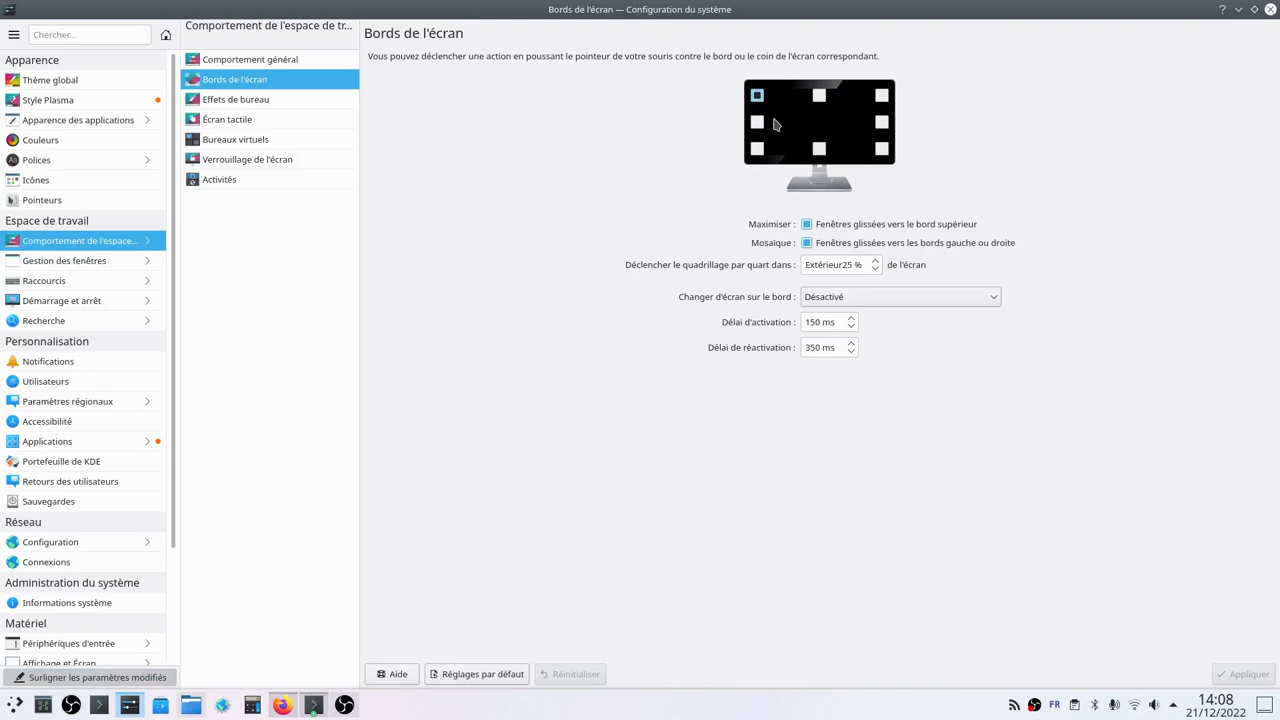 Bords de l'écran — Configuration du système
Chercher...
Apparence
Thème global
Style Plasma
Apparence des applications
Couleurs
Polices
Icônes
Pointeurs
Espace de travail
Comportement de l'espace...
Gestion des fenêtres
Raccourcis
Démarrage et arrêt
Recherche
Personnalisation
Notifications
Utilisateurs
Paramètres régionaux
Accessibilité
Applications
Portefeuille de KDE
Retours des utilisateurs
Sauvegardes
Réseau
Configuration
Connexions
Administration du système
Informations système
Matériel
Périphériques d'entrée
Affichage et Écran
Surligner les paramètres modifiés
Comportement de l'espace de tr...
Comportement général
Bords de l'écran
Effets de bureau
Écran tactile
Bureaux virtuels
Verrouillage de l'écran
Activités
Bords de l'écran
Vous pouvez déclencher une action en poussant le pointeur de votre souris contre le bord ou le coin de l'écran correspondant.
Maximiser : Fenêtres glissées vers le bord supérieur
Mosaïque : Fenêtres glissées vers les bords gauche ou droite
Déclencher le quadrillage par quart dans : Extérieur25 % de l'écran
Changer d'écran sur le bord : Désactivé
Délai d'activation : 150 ms
Délai de réactivation : 350 ms
Aide
Réglages par défaut
Réinitialiser
Appliquer
FR
14:08
21/12/2022